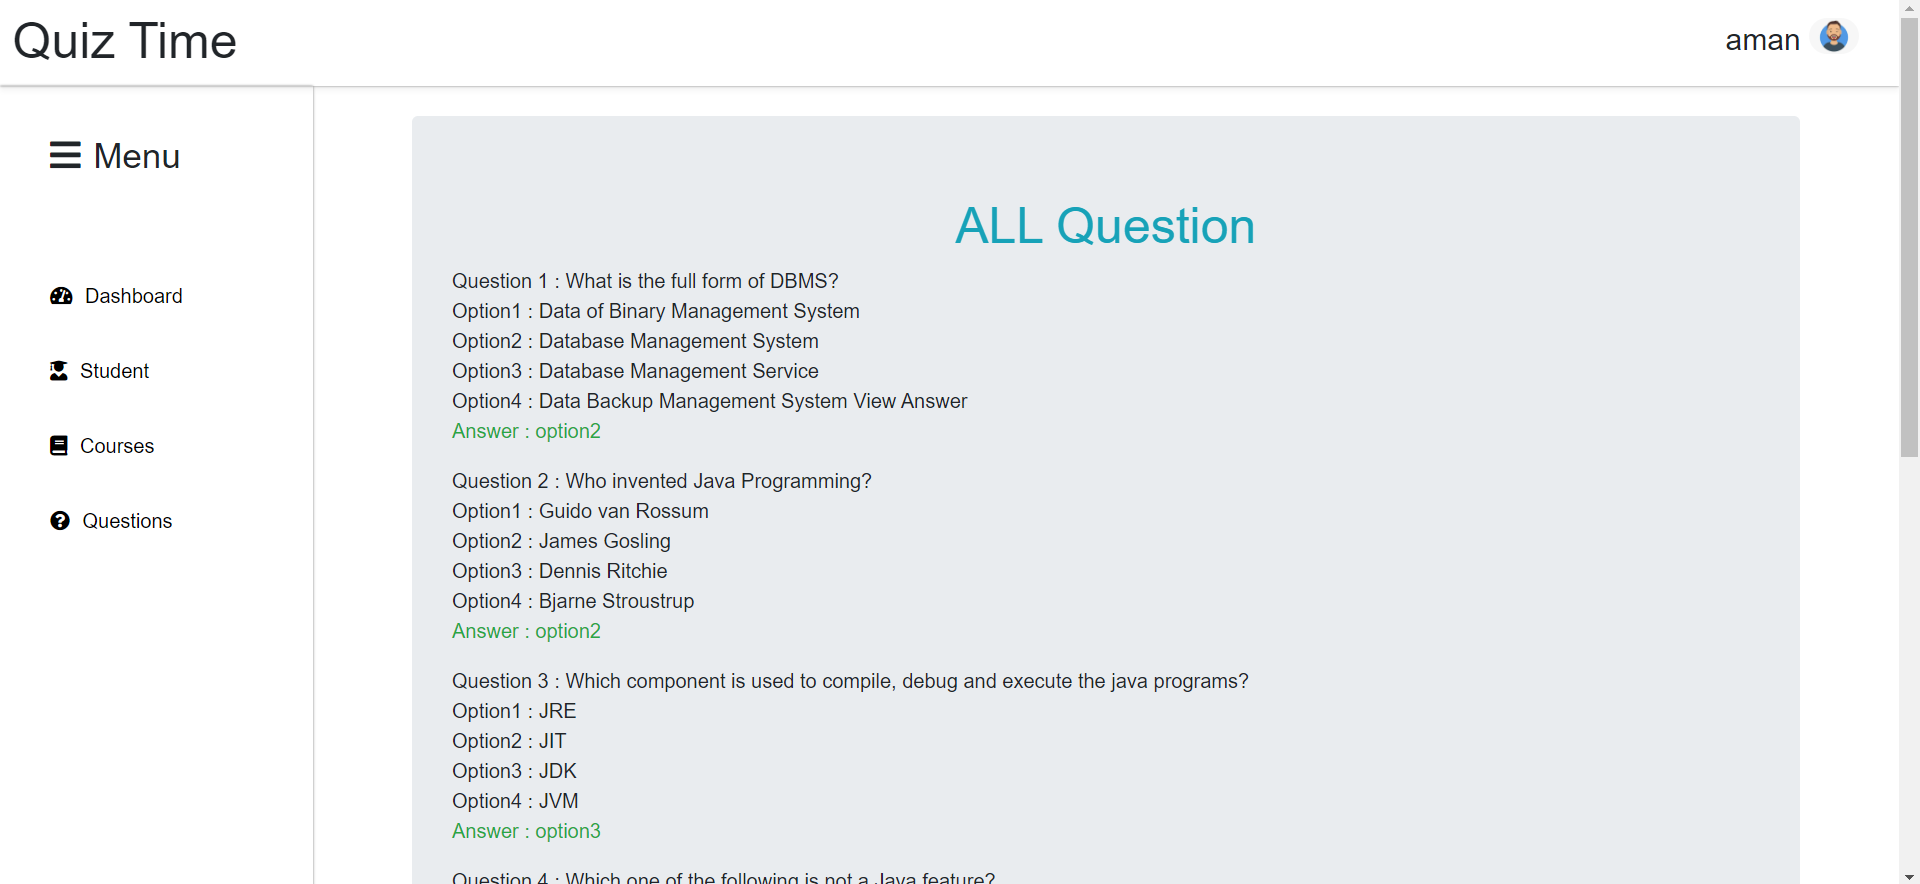 Quiz Time
aman
Menu
Dashboard
Student
Courses
Questions
ALL Question
Question 1 : What is the full form of DBMS?
Option1 : Data of Binary Management System
Option2 : Database Management System
Option3 : Database Management Service
Option4 : Data Backup Management System View Answer
Answer : option2
Question 2 : Who invented Java Programming?
Option1 : Guido van Rossum
Option2 : James Gosling
Option3 : Dennis Ritchie
Option4 : Bjarne Stroustrup
Answer : option2
Question 3 : Which component is used to compile, debug and execute the java programs?
Option1 : JRE
Option2 : JIT
Option3 : JDK
Option4 : JVM
Answer : option3
Question 4 : Which one of the following is not a Java feature?